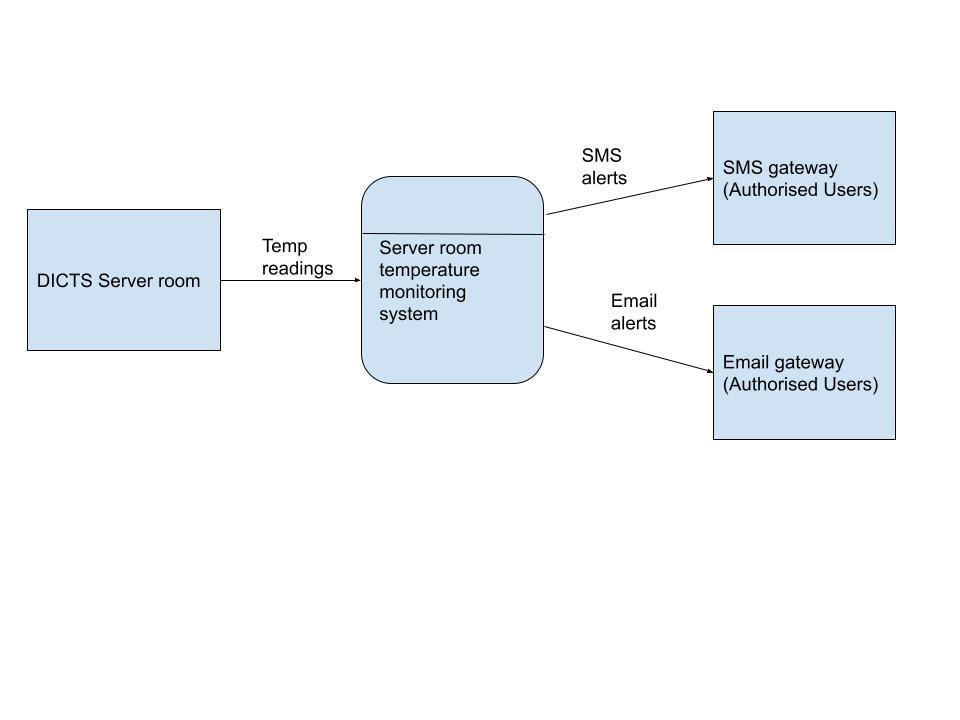 DICTS Server room
Temp
readings
Server room
temperature
monitoring
system
SMS
alerts
SMS gateway
(Authorised Users)
Email
alerts
Email gateway
(Authorised Users)